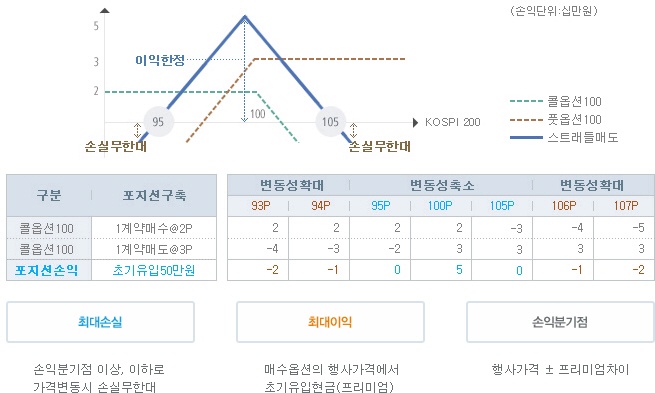 (손익단위:십만원)
5
이익한정
3
2
콜옵션100
풋옵션100
스트래들매도
95
100
105
KOSPI 200
손실무한대
손실무한대
구분 포지션구축 변동성확대 변동성축소 변동성확대
93P 94P 95P 100P 105P 106P 107P
콜옵션100 1계약매수@2P 2 2 2 2 -3 -4 -5
콜옵션100 1계약매도@3P -4 -3 -2 3 3 3 3
포지션손익 초기유입50만원 -2 -1 0 5 0 -1 -2
최대손실 최대이익 손익분기점
손익분기점 이상, 이하로
가격변동시 손실무한대
매수옵션의 행사가격에서
초기유입현금(프리미엄)
행사가격 ± 프리미엄차이